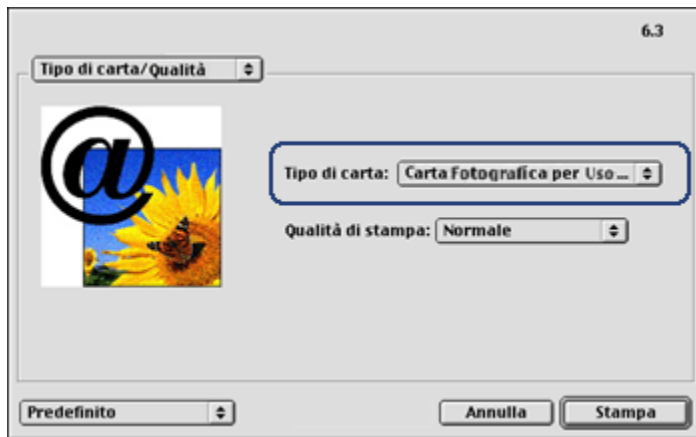 6.3
Tipo di carta/Qualità
@
Tipo di carta: Carta Fotografica per Uso ...
Qualità di stampa: Normale
Predefinito
Annulla
Stampa